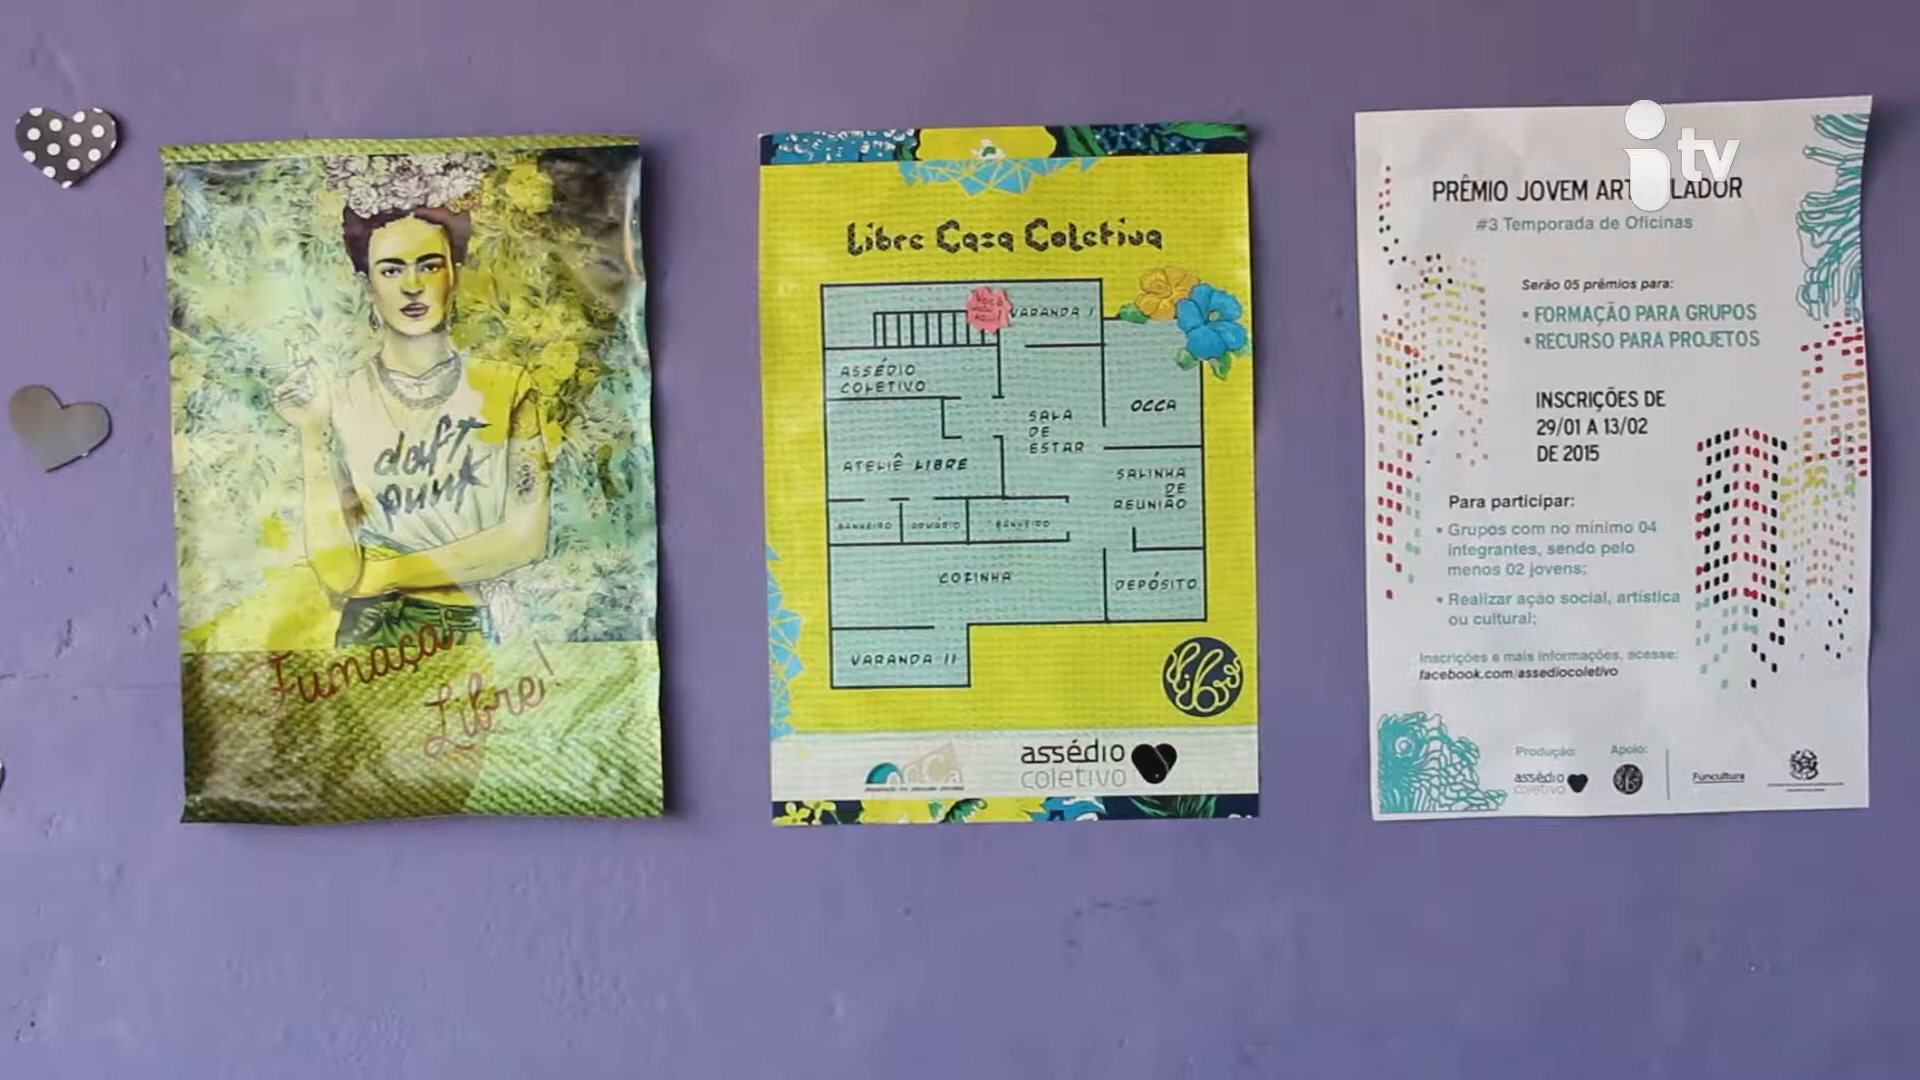 daft
punk
Fumaça
Libre!
Libre Casa Coletiva
Você
está
aqui!
VARANDA I
ASSÉDIO
COLETIVO
SALA
DE
ESTAR
OCCA
ATELIÊ LIBRE
SALINHA
DE
REUNIÃO
BANHEIRO
ARMÁRIO
BANHEIRO
COZINHA
DEPÓSITO
VARANDA II
libre
OCCA
assédio
coletivo
itv
PRÊMIO JOVEM ARTICULADOR
#3 Temporada de Oficinas
Serão 05 prêmios para:
• FORMAÇÃO PARA GRUPOS
• RECURSO PARA PROJETOS
INSCRIÇÕES DE
29/01 A 13/02
DE 2015
Para participar:
• Grupos com no mínimo 04
integrantes, sendo pelo
menos 02 jovens;
• Realizar ação social, artística
ou cultural;
Inscrições e mais informações, acesse:
facebook.com/assediocoletivo
Produção:
Apoio:
assédio
coletivo
Funcultura